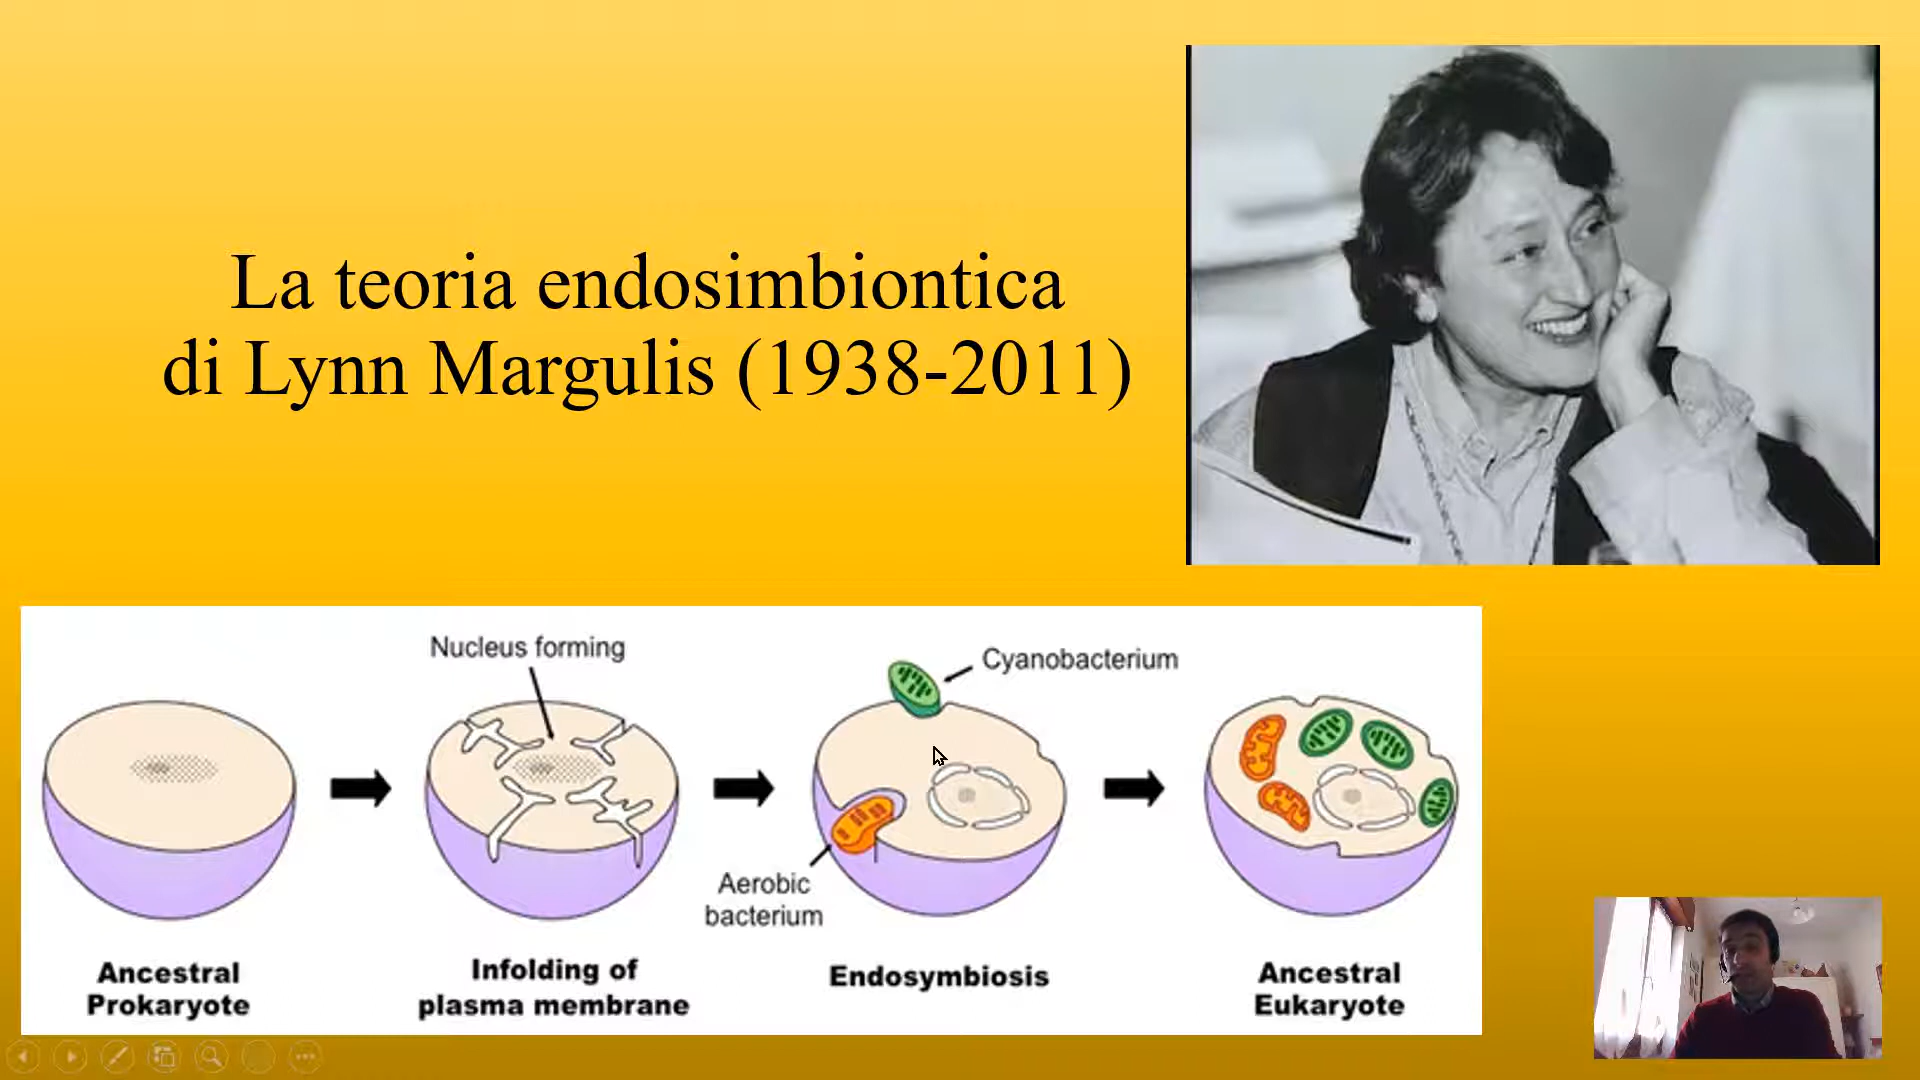 La teoria endosimbiontica
di Lynn Margulis (1938-2011)
Nucleus forming
Cyanobacterium
Aerobic
bacterium
Ancestral
Prokaryote
Infolding of
plasma membrane
Endosymbiosis
Ancestral
Eukaryote